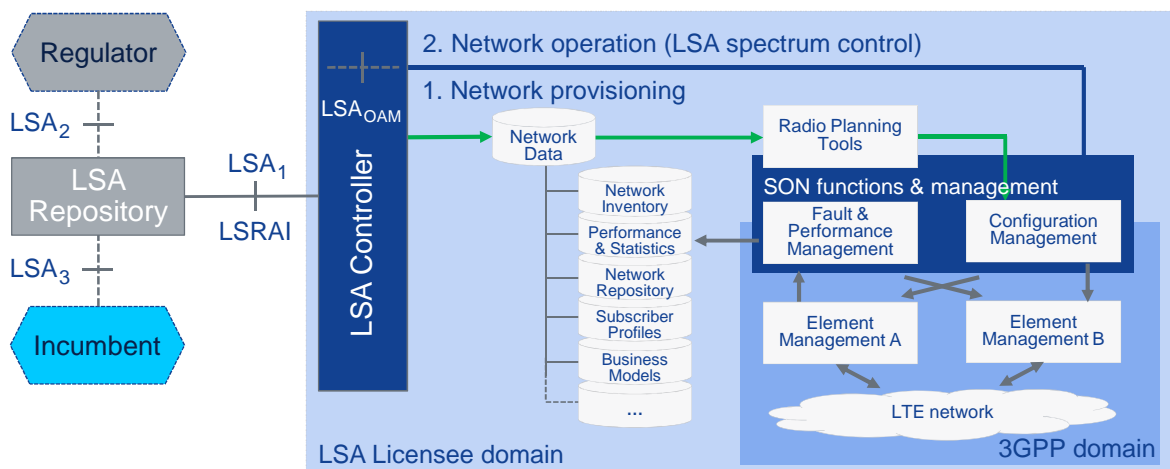 Regulator
LSA2
LSA
Repository
LSA3
Incumbent
LSA1
LSRAI
LSAOAM
LSA Controller
2. Network operation (LSA spectrum control)
1. Network provisioning
Network
Data
Radio Planning
Tools
SON functions & management
Network
Inventory
Performance
& Statistics
Network
Repository
Subscriber
Profiles
Business
Models
...
Fault &
Performance
Management
Configuration
Management
Element
Management A
Element
Management B
LTE network
LSA Licensee domain
3GPP domain